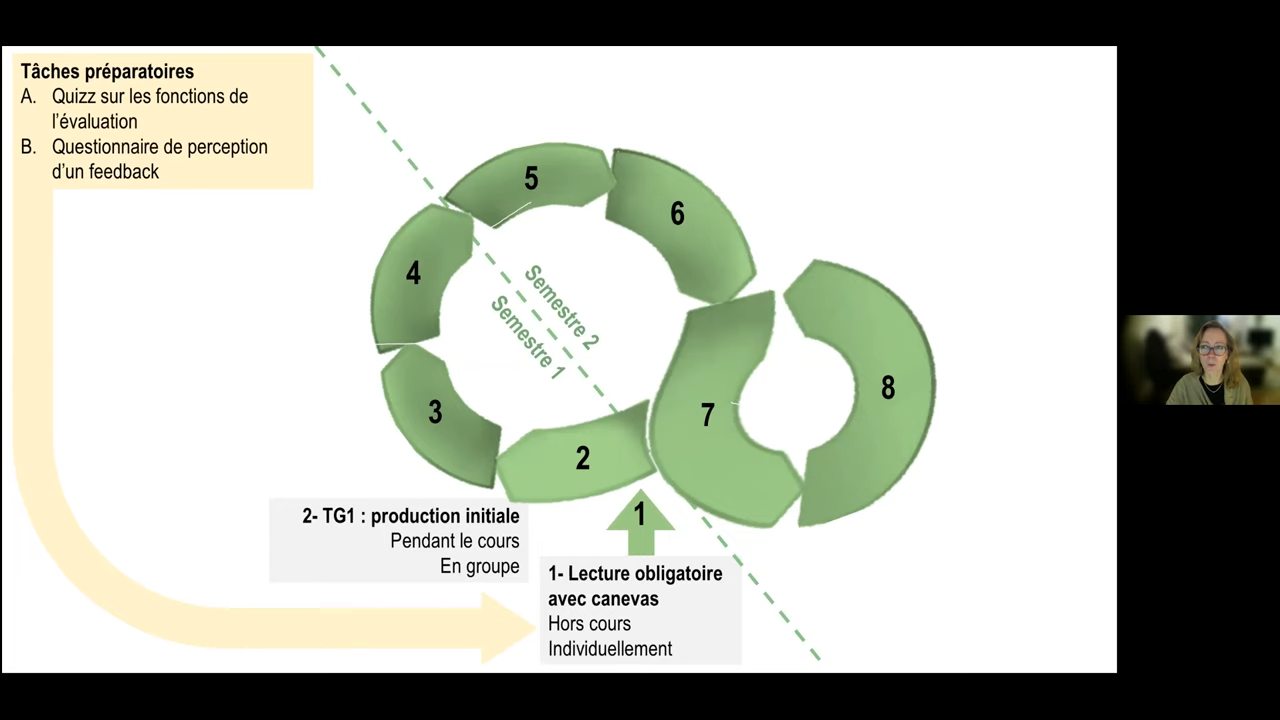 Tâches préparatoires
A. Quizz sur les fonctions de
l'évaluation
B. Questionnaire de perception
d'un feedback
5
6
4
Semestre 2
Semestre 1
8
3
7
2
2- TG1 : production initiale
Pendant le cours
En groupe
1
1- Lecture obligatoire
avec canevas
Hors cours
Individuellement